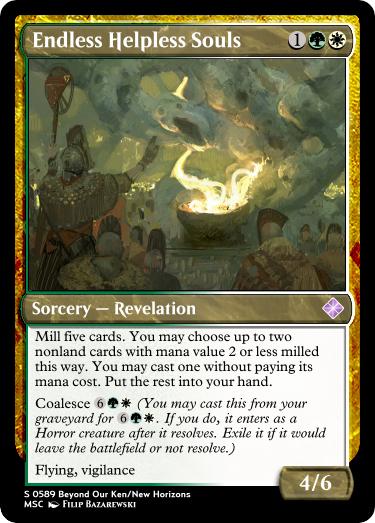 Endless Helpless Souls 1
Sorcery — Revelation
Mill five cards. You may choose up to two
nonland cards with mana value 2 or less milled
this way. You may cast one without paying its
mana cost. Put the rest into your hand.
Coalesce 6 (You may cast this from your
graveyard for 6. If you do, it enters as a
Horror creature after it resolves. Exile it if it would
leave the battlefield or not resolve.)
Flying, vigilance
4/6
S 0589 Beyond Our Ken/New Horizons
MSC Filip Bazarewski